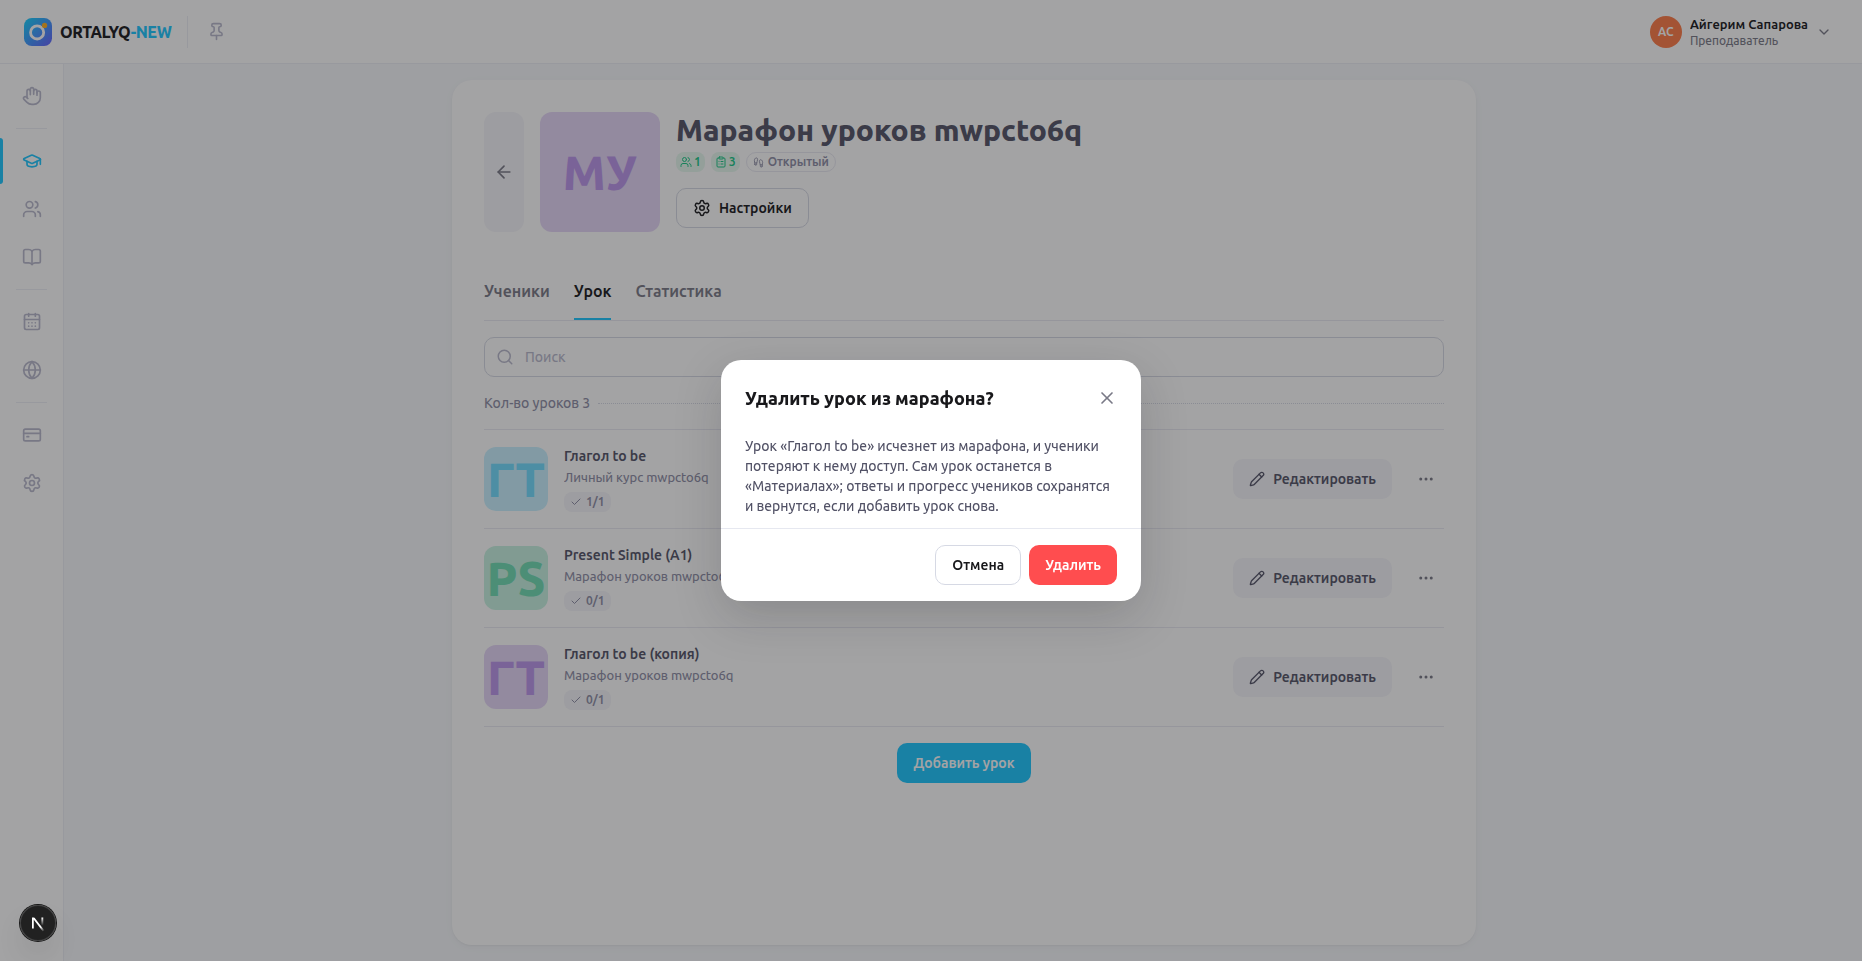 ORTALYQ-NEW
АС
Айгерим Сапарова
Преподаватель
МУ
Марафон уроков mwpcto6q
1
3
Открытый
Настройки
Ученики
Урок
Статистика
Поиск
Кол-во уроков 3
ГТ
Глагол to be
Личный курс mwpcto6q
1/1
Редактировать
PS
Present Simple (A1)
Марафон уроков mwpcto
0/1
Редактировать
ГТ
Глагол to be (копия)
Марафон уроков mwpcto6q
0/1
Редактировать
Добавить урок
Удалить урок из марафона?
Урок «Глагол to be» исчезнет из марафона, и ученики
потеряют к нему доступ. Сам урок останется в
«Материалах»; ответы и прогресс учеников сохранятся
и вернутся, если добавить урок снова.
Отмена
Удалить
N